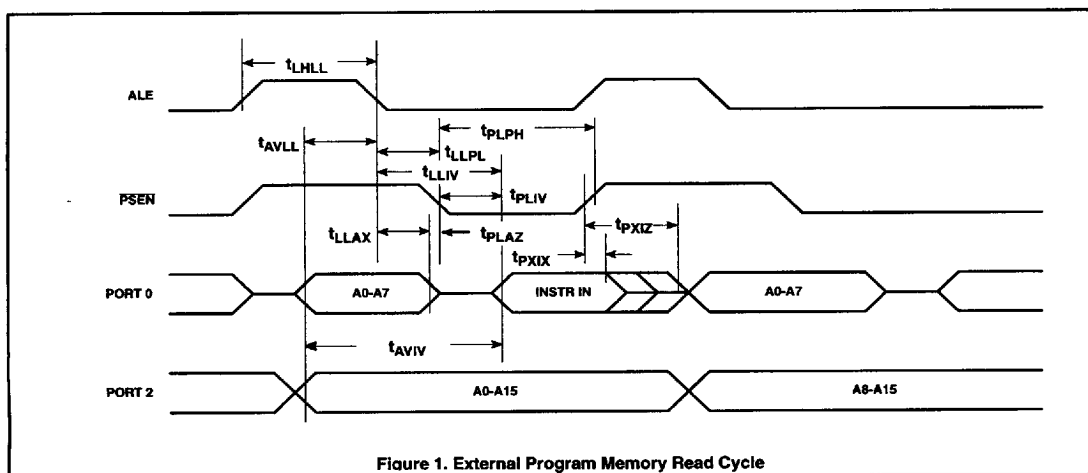 tLHLL
ALE
tPLPH
tAVLL
tLLPL
tLLIV
PSEN
tPLIV
tLLAX
tPLAZ
tPXIZ
tPXIX
PORT 0
A0-A7
INSTR IN
A0-A7
tAVIV
PORT 2
A0-A15
A8-A15
Figure 1. External Program Memory Read Cycle